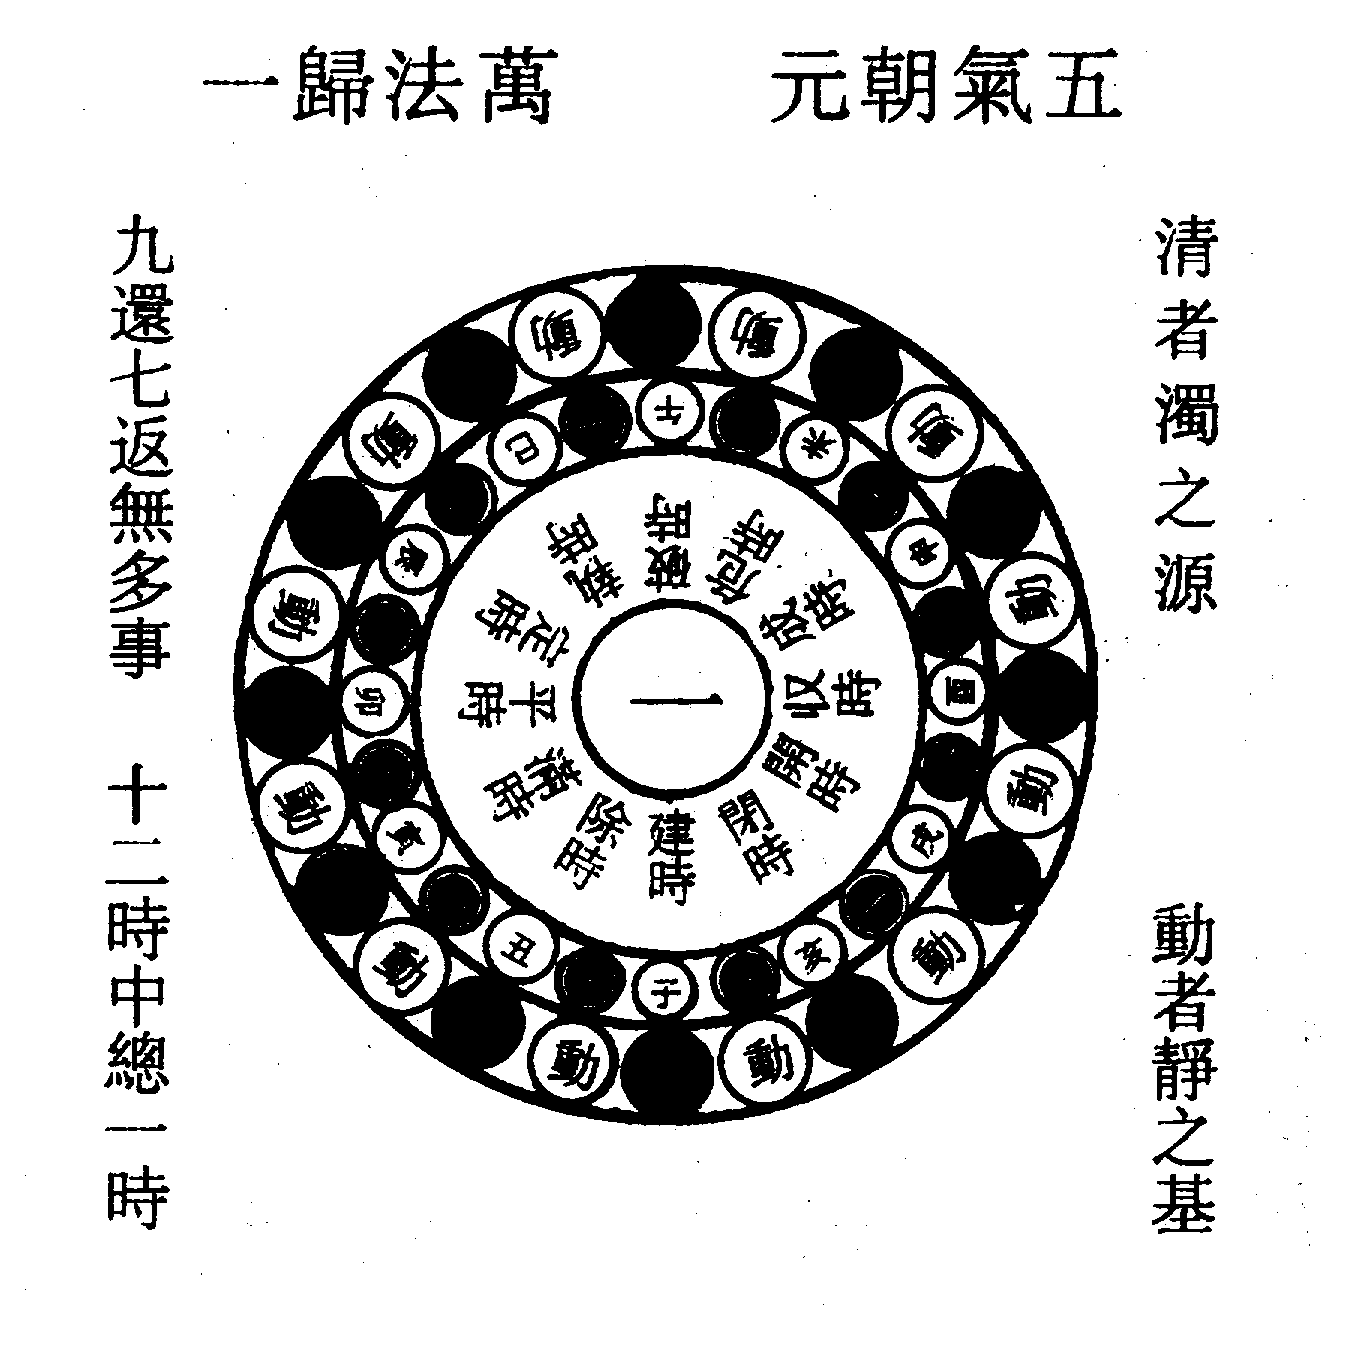 五氣朝元
萬法歸一
清者濁之源
動者靜之基
九還七返無多事
十二時中總一時
動
動
動
動
動
動
動
動
動
動
動
動
子
丑
寅
卯
辰
巳
午
未
申
酉
戌
亥
建時
除時
滿時
平時
定時
執時
破時
危時
成時
収時
開時
閉時
一